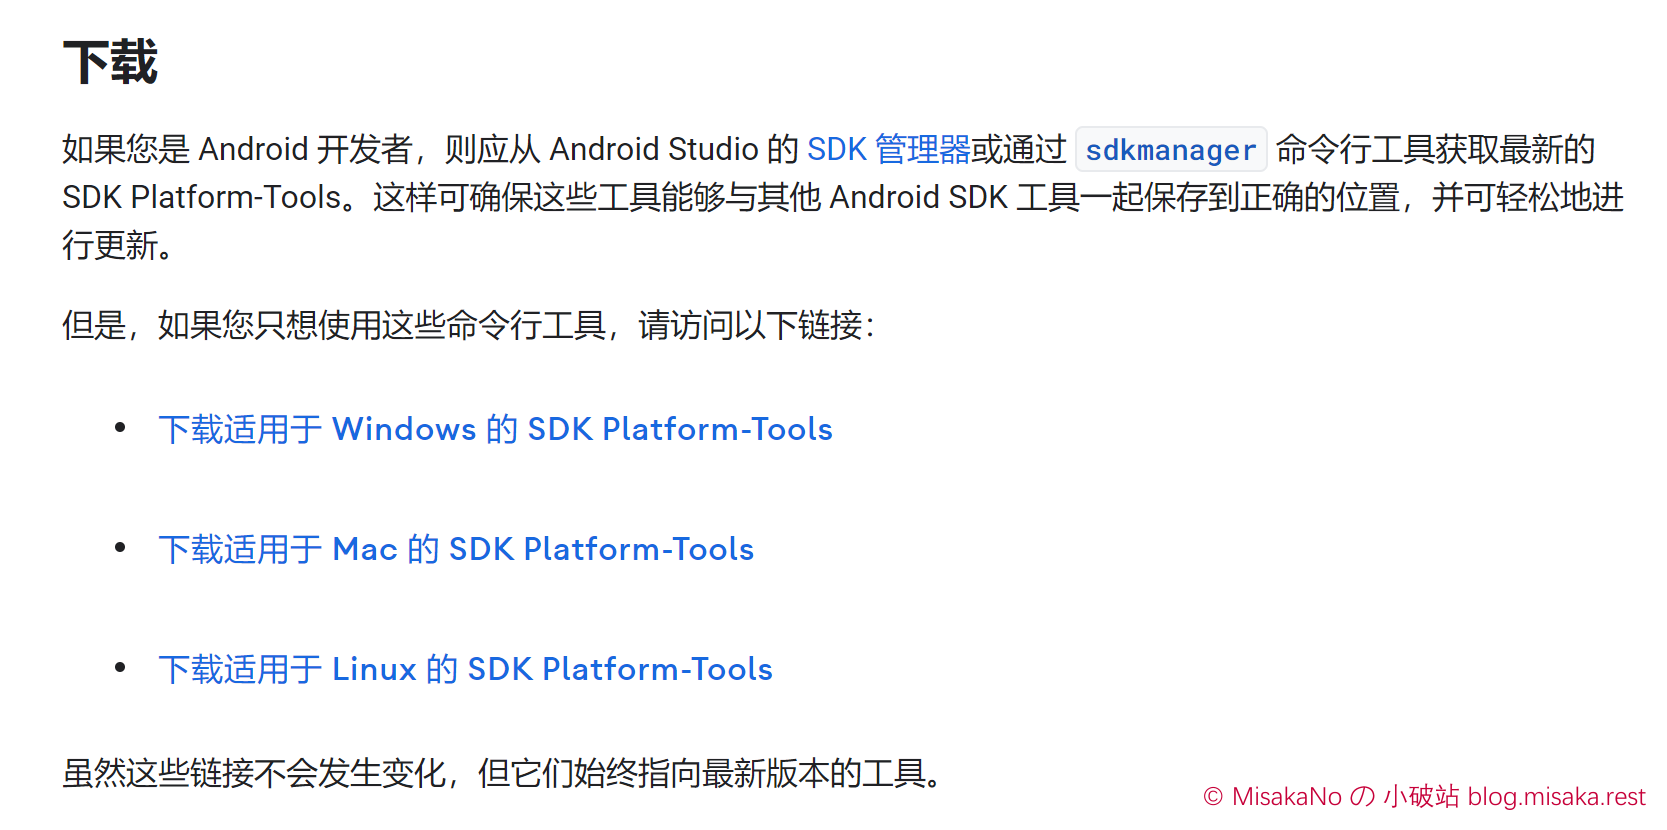 下载
如果您是 Android 开发者，则应从 Android Studio 的 SDK 管理器或通过 sdkmanager 命令行工具获取最新的
SDK Platform-Tools。这样可确保这些工具能够与其他 Android SDK 工具一起保存到正确的位置，并可轻松地进
行更新。
但是，如果您只想使用这些命令行工具，请访问以下链接：
• 下载适用于 Windows 的 SDK Platform-Tools
• 下载适用于 Mac 的 SDK Platform-Tools
• 下载适用于 Linux 的 SDK Platform-Tools
虽然这些链接不会发生变化，但它们始终指向最新版本的工具。
© MisakaNo の 小破站 blog.misaka.rest